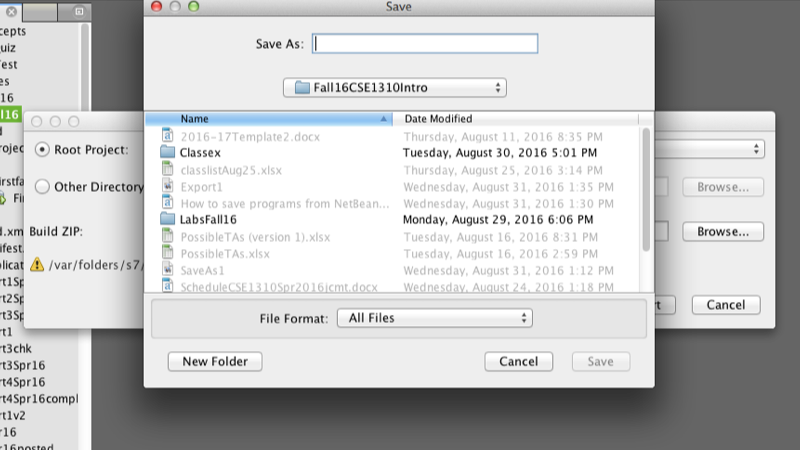 Save
Save As:
Fall16CSE1310Intro
Name Date Modified
2016-17Template2.docx Thursday, August 11, 2016 8:35 PM
Classex Tuesday, August 30, 2016 5:01 PM
classlistAug25.xlsx Thursday, August 25, 2016 3:14 PM
Export1 Wednesday, August 31, 2016 1:35 PM
How to save programs from NetBean... Wednesday, August 31, 2016 1:30 PM
LabsFall16 Monday, August 29, 2016 6:06 PM
PossibleTAs (version 1).xlsx Tuesday, August 16, 2016 8:31 PM
PossibleTAs.xlsx Tuesday, August 16, 2016 2:59 PM
SaveAs1 Wednesday, August 31, 2016 1:12 PM
ScheduleCSE1310Spr2016jcmt.docx Wednesday, August 24, 2016 1:18 PM
File Format: All Files
New Folder Cancel Save
Root Project:
Other Directory
Browse...
Build ZIP:
Browse...
/var/folders/s7/
rt Cancel
cepts
uiz
est
es
16
l16
d
rojec
irstfa
Fi
d.xm
ifest.
plicat
rt1Sp
rt2Sp
rt3Sp
rt1
rt3chk
rt3Spr16
rt4Spr16
rt4Spr16compl
rt1v2
r16
r16posted